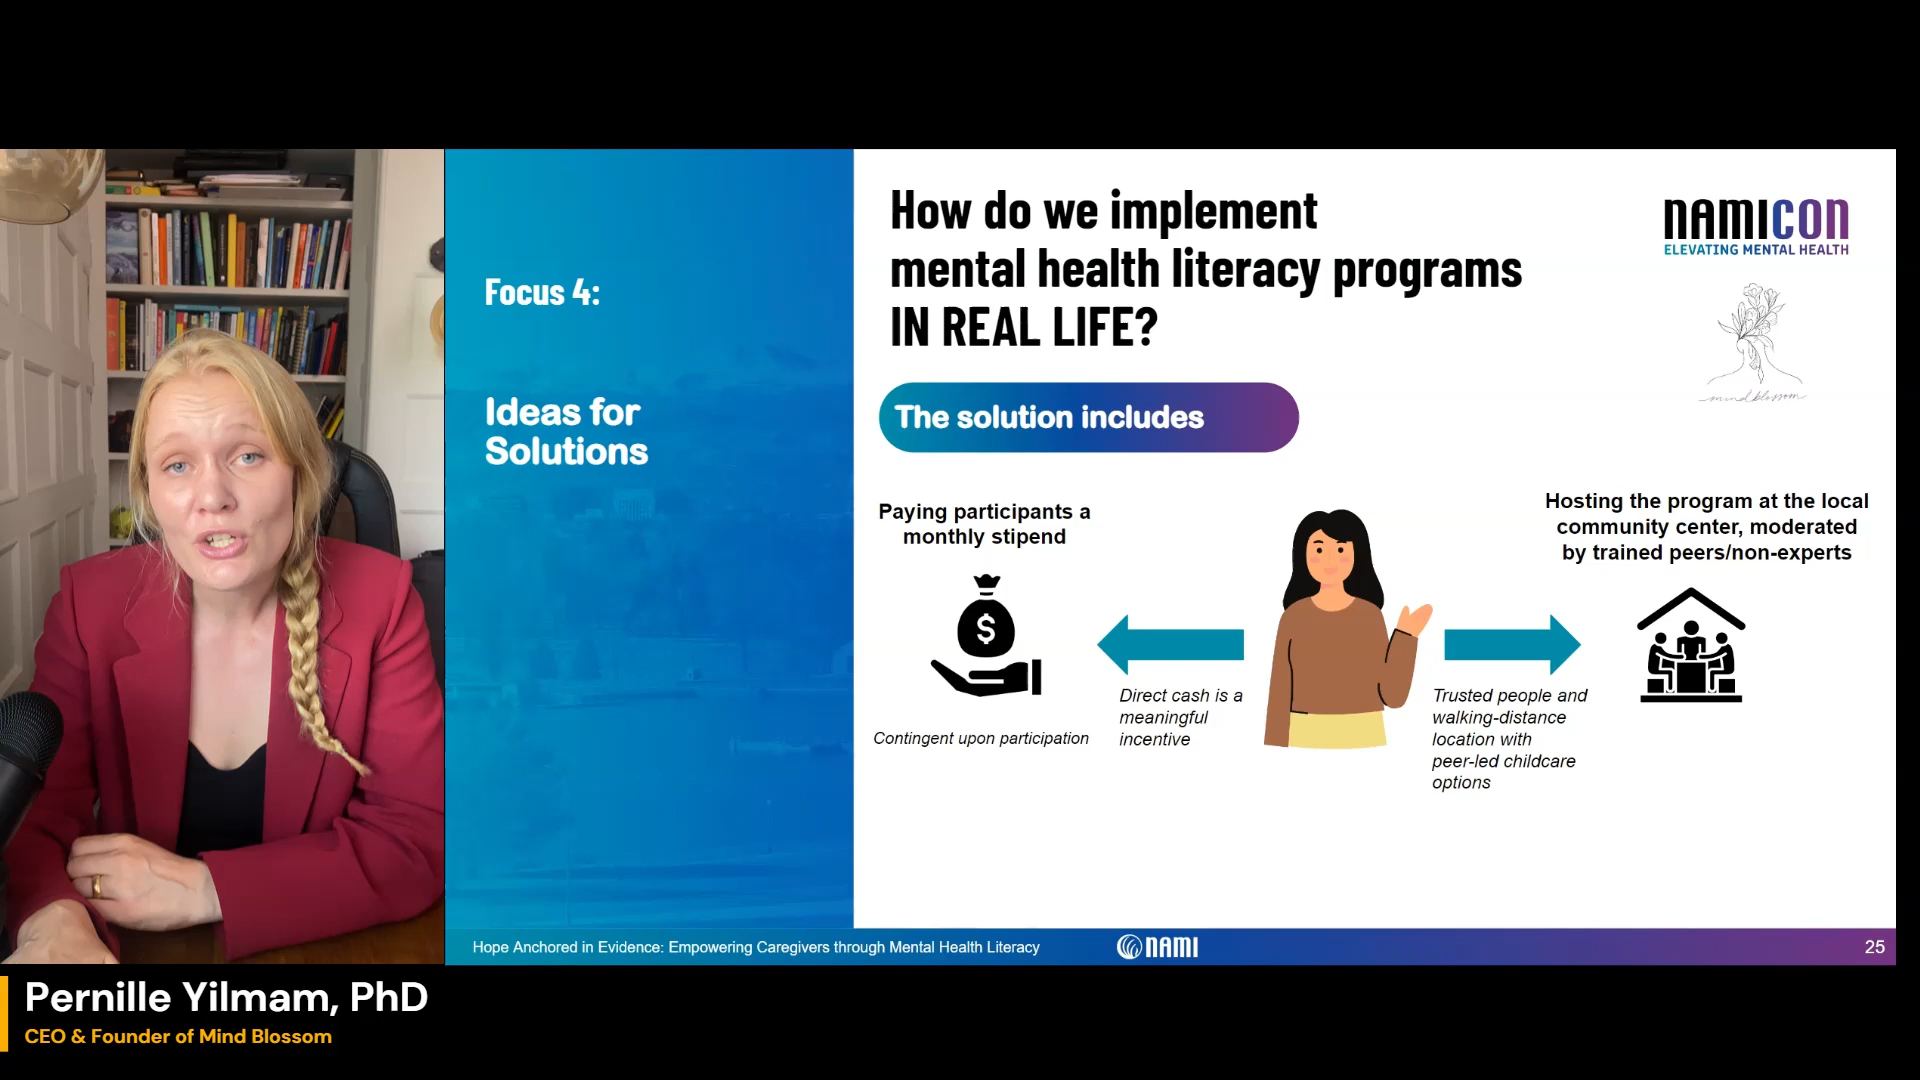 Focus 4:
Ideas for
Solutions
How do we implement
mental health literacy programs
IN REAL LIFE?
NAMICON
ELEVATING MENTAL HEALTH
mind blossom
The solution includes
Paying participants a
monthly stipend
$
Contingent upon participation
Direct cash is a
meaningful
incentive
Hosting the program at the local
community center, moderated
by trained peers/non-experts
Trusted people and
walking-distance
location with
peer-led childcare
options
Hope Anchored in Evidence: Empowering Caregivers through Mental Health Literacy
NAMI
25
Pernille Yilmam, PhD
CEO & Founder of Mind Blossom